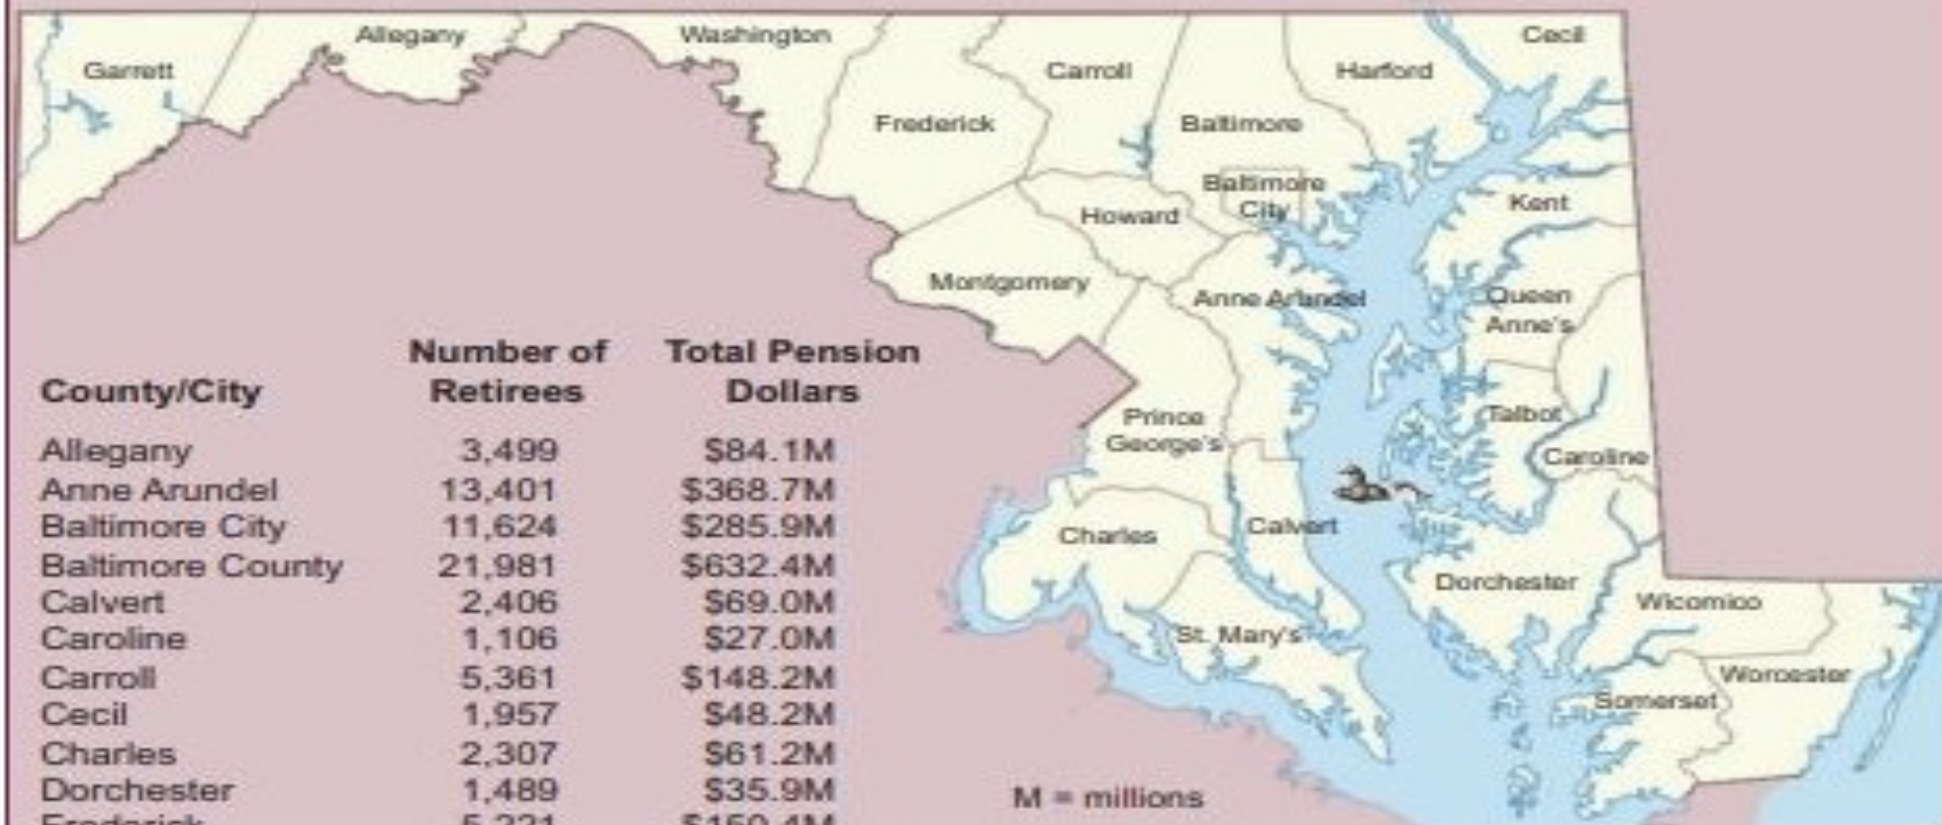 Allegany
Washington
Cecil
Garrett
Carroll
Harford
Frederick
Baltimore
Baltimore
City
Kent
Howard
Montgomery
Anne Arundel
Queen
Anne's
Number of Total Pension
County/City Retirees Dollars
Prince
George's
Talbot
Caroline
Allegany 3,499 $84.1M
Anne Arundel 13,401 $368.7M
Baltimore City 11,624 $285.9M
Baltimore County 21,981 $632.4M
Calvert 2,406 $69.0M
Caroline 1,106 $27.0M
Carroll 5,361 $148.2M
Cecil 1,957 $48.2M
Charles 2,307 $61.2M
Dorchester 1,489 $35.9M
Charles
Calvert
Dorchester
Wicomico
St. Mary's
Worcester
Somerset
M = millions